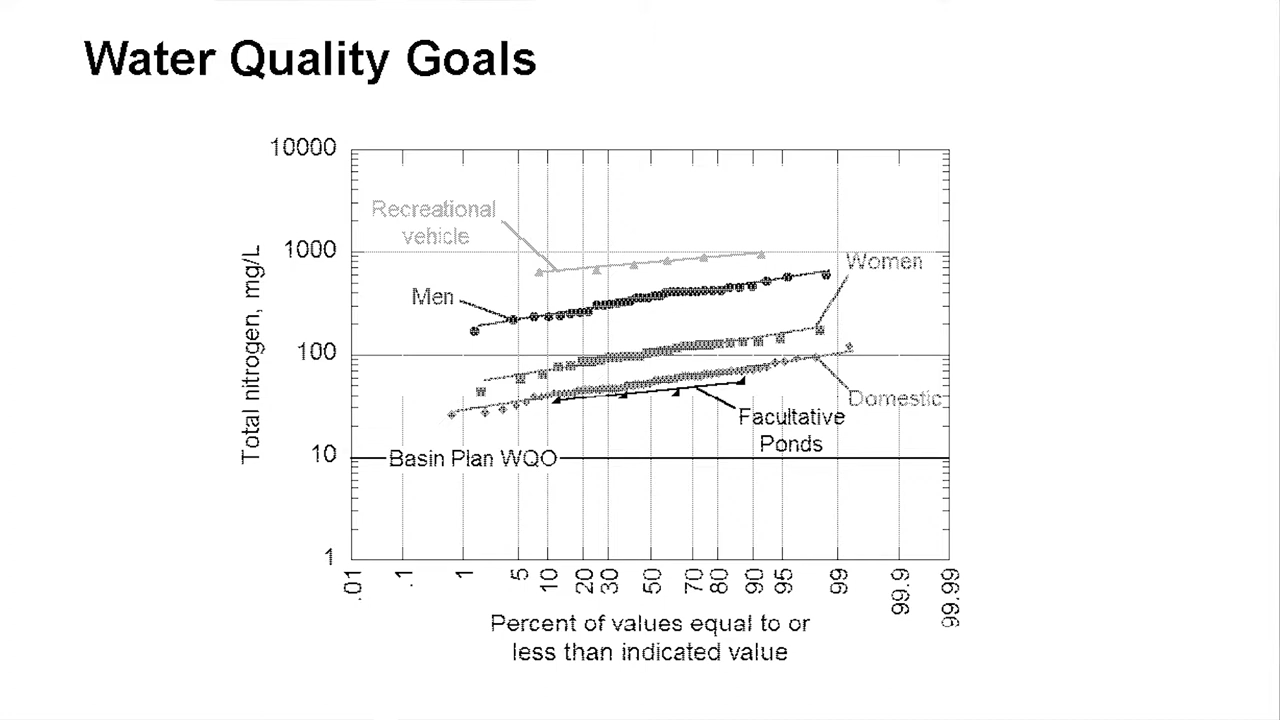 Water Quality Goals
10000
1000
100
10
1
Total nitrogen, mg/L
Recreational
vehicle
Men
Women
Domestic
Facultative
Ponds
Basin Plan WQO
.01
.1
1
5
10
20
30
50
70
80
90
95
99
99.9
99.99
Percent of values equal to or
less than indicated value